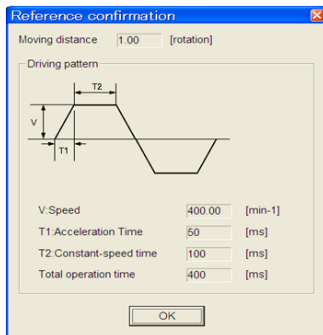 Reference confirmation
Moving distance 1.00 [rotation]
Driving pattern
T2
V
T1
V:Speed 400.00 [min-1]
T1:Acceleration Time 50 [ms]
T2:Constant-speed time 100 [ms]
Total operation time 400 [ms]
OK